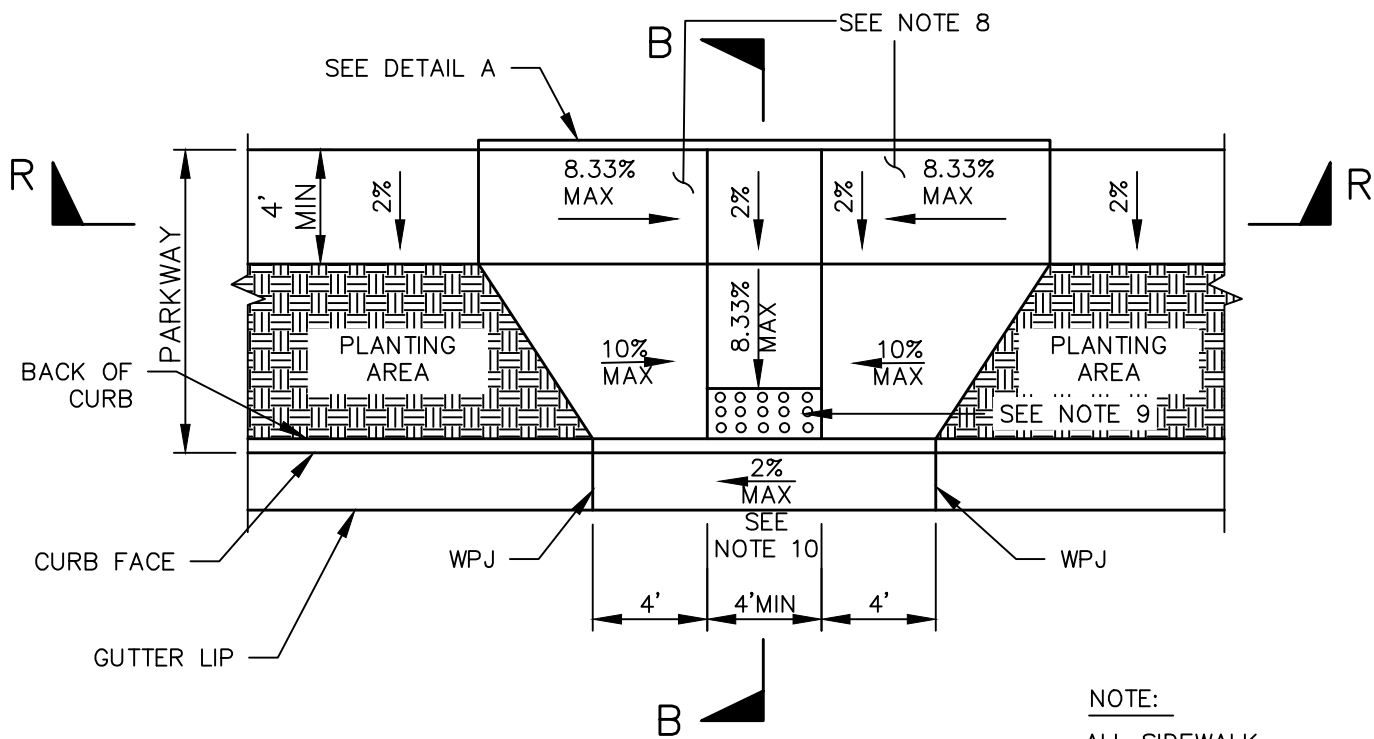 SEE NOTE 8
B
SEE DETAIL A
R
R
8.33%
MAX
8.33%
MAX
4'
MIN
2%
2%
2%
2%
PARKWAY
8.33%
MAX
PLANTING
AREA
10%
MAX
10%
MAX
PLANTING
AREA
BACK OF
CURB
SEE NOTE 9
2%
MAX
SEE
NOTE 10
CURB FACE
WPJ
WPJ
4'
4'MIN
4'
GUTTER LIP
B
NOTE:
ALL SIDEWALK